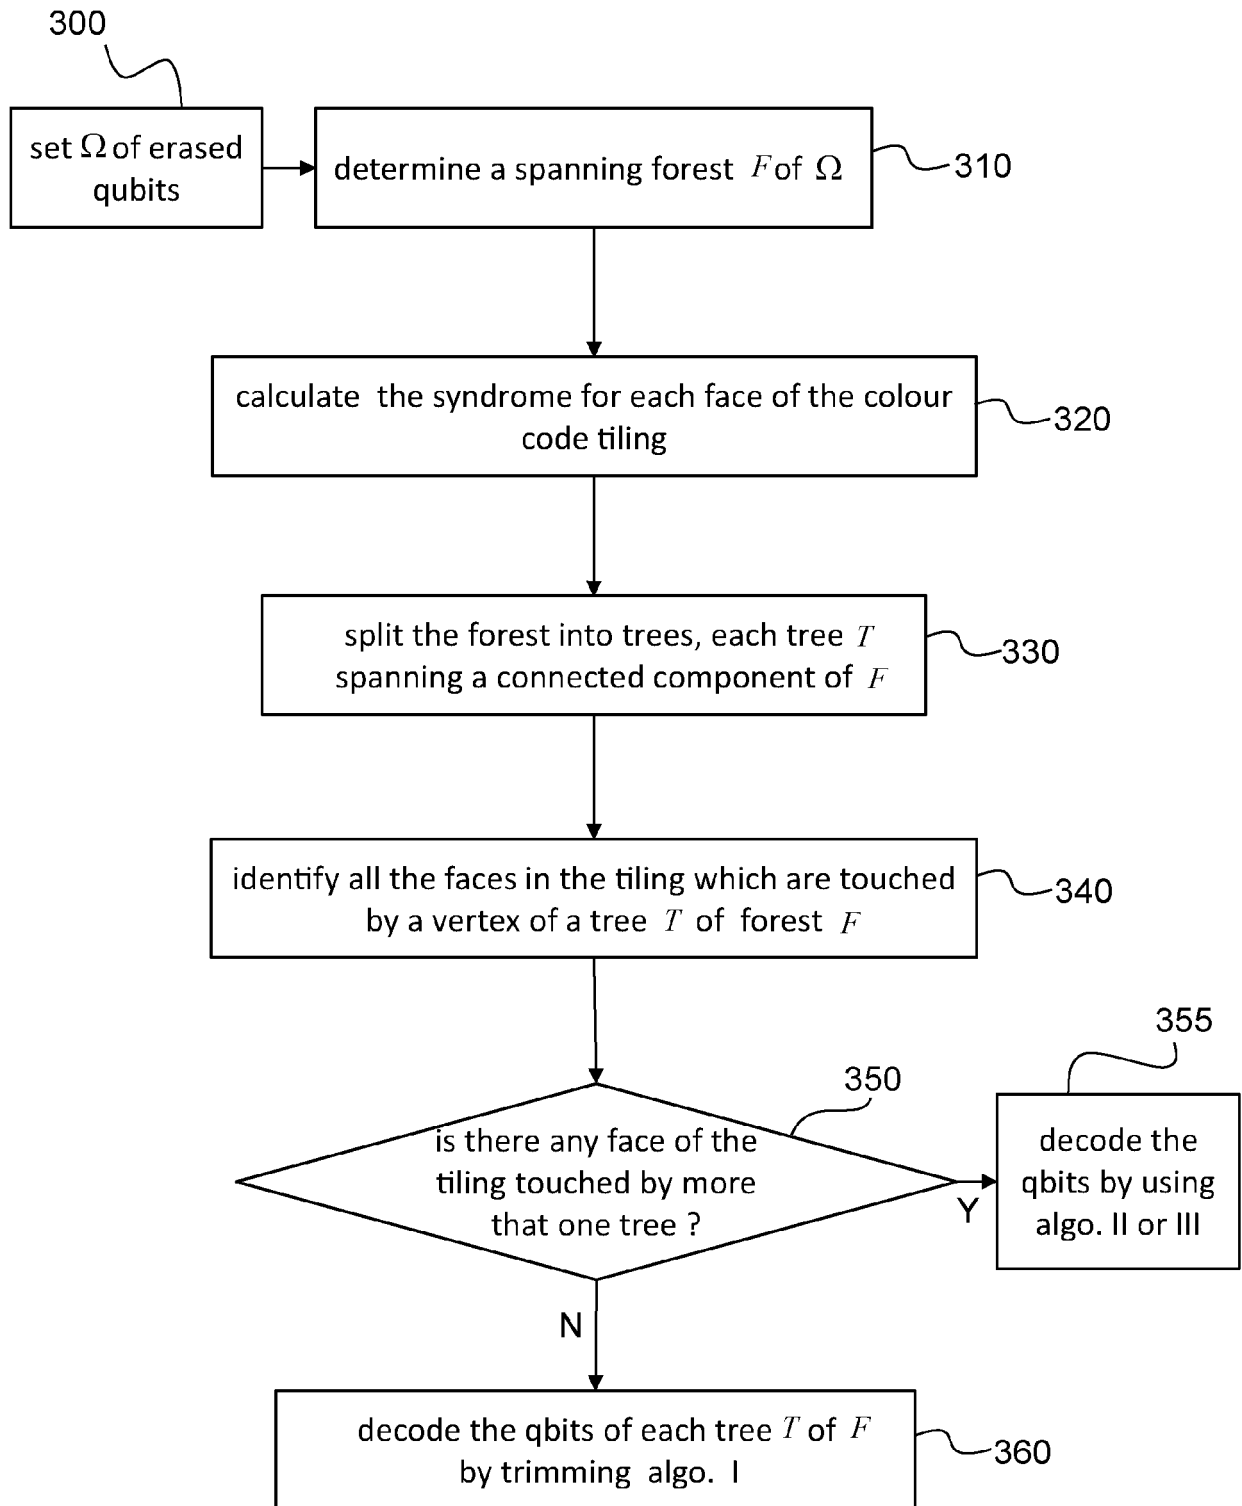 300
set Ω of erased
qubits
determine a spanning forest F of Ω
310
calculate the syndrome for each face of the colour
code tiling
320
split the forest into trees, each tree T
spanning a connected component of F
330
identify all the faces in the tiling which are touched
by a vertex of a tree T of forest F
340
350
is there any face of the
tiling touched by more
that one tree ?
Y
355
decode the
qbits by using
algo. II or III
N
decode the qbits of each tree T of F
by trimming algo. I
360